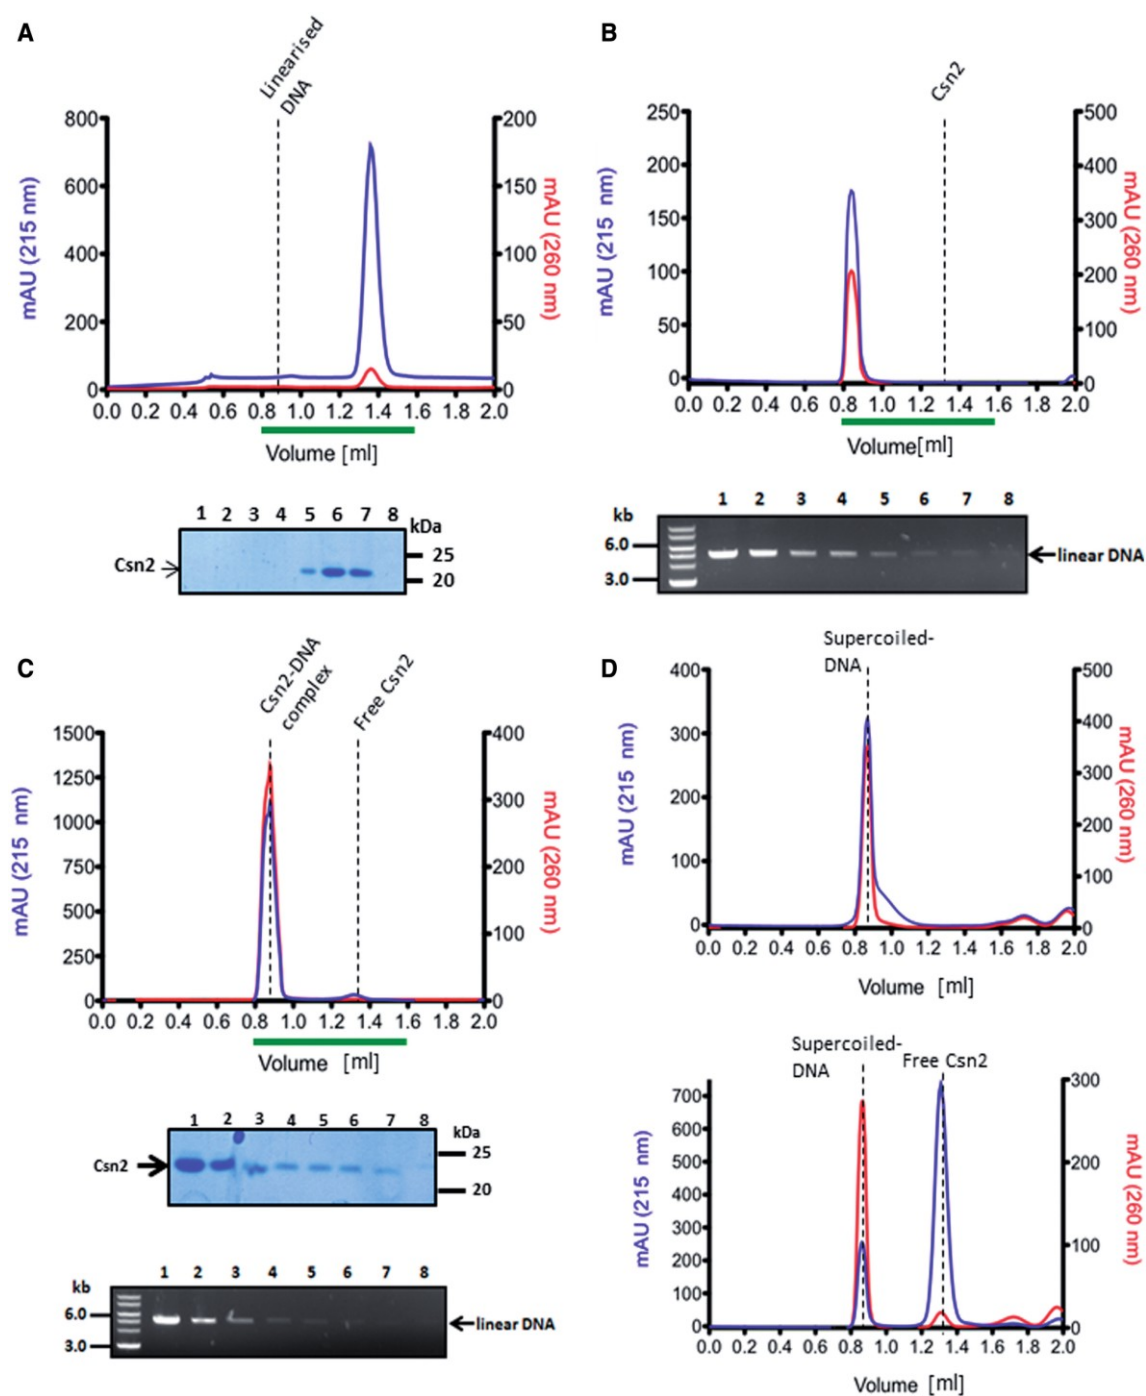 A
Linearised
DNA
800
600
400
200
0
mAU (215 nm)
200
150
100
50
0
mAU (260 nm)
0.0 0.2 0.4 0.6 0.8 1.0 1.2 1.4 1.6 1.8 2.0
Volume [ml]
1 2 3 4 5 6 7 8
kDa
Csn2
25
20
B
Csn2
250
200
150
100
50
0
mAU (215 nm)
500
400
300
200
100
0
mAU (260 nm)
0.0 0.2 0.4 0.6 0.8 1.0 1.2 1.4 1.6 1.8 2.0
Volume[ml]
kb
1 2 3 4 5 6 7 8
6.0
3.0
linear DNA
C
Csn2-DNA
complex
Free Csn2
1500
1250
1000
750
500
250
0
mAU (215 nm)
400
300
200
100
0
mAU (260 nm)
0.0 0.2 0.4 0.6 0.8 1.0 1.2 1.4 1.6 1.8 2.0
Volume [ml]
1 2 3 4 5 6 7 8
kDa
Csn2
25
20
kb
1 2 3 4 5 6 7 8
6.0
3.0
linear DNA
D
Supercoiled-
DNA
400
300
200
100
0
mAU (215 nm)
500
400
300
200
100
0
mAU (260 nm)
0.0 0.2 0.4 0.6 0.8 1.0 1.2 1.4 1.6 1.8 2.0
Volume [ml]
Supercoiled-
DNA
Free Csn2
700
600
500
400
300
200
100
0
mAU (215 nm)
300
200
100
0
mAU (260 nm)
0.0 0.2 0.4 0.6 0.8 1.0 1.2 1.4 1.6 1.8 2.0
Volume [ml]